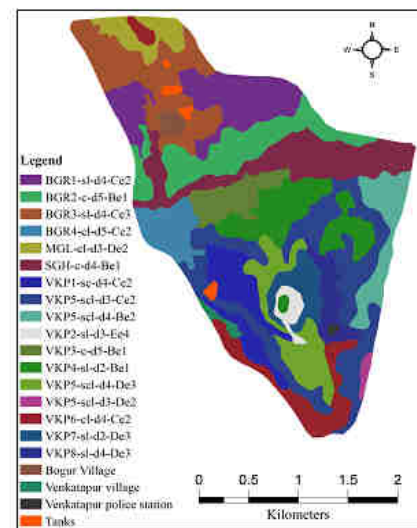 N
W E
S
Legend
BGR1-sl-d4-Ce2
BGR2-c-d5-Be1
BGR3-sl-d4-Ce3
BGR4-cl-d5-Ce2
MGL-cl-d3-De2
SGH-c-d4-Be1
VKP1-sc-d4-Ce2
VKP5-scl-d3-Ce2
VKP5-scl-d4-Be2
VKP2-sl-d3-Ee4
VKP3-c-d5-Be1
VKP4-sl-d2-Be1
VKP5-scl-d4-De3
VKP5-scl-d3-De2
VKP6-cl-d4-Ce2
VKP7-sl-d2-De3
VKP8-sl-d4-De3
Bogur Village
Venkatapur village
Venkatapur police station
Tanks
0 0.5 1 2
Kilometers